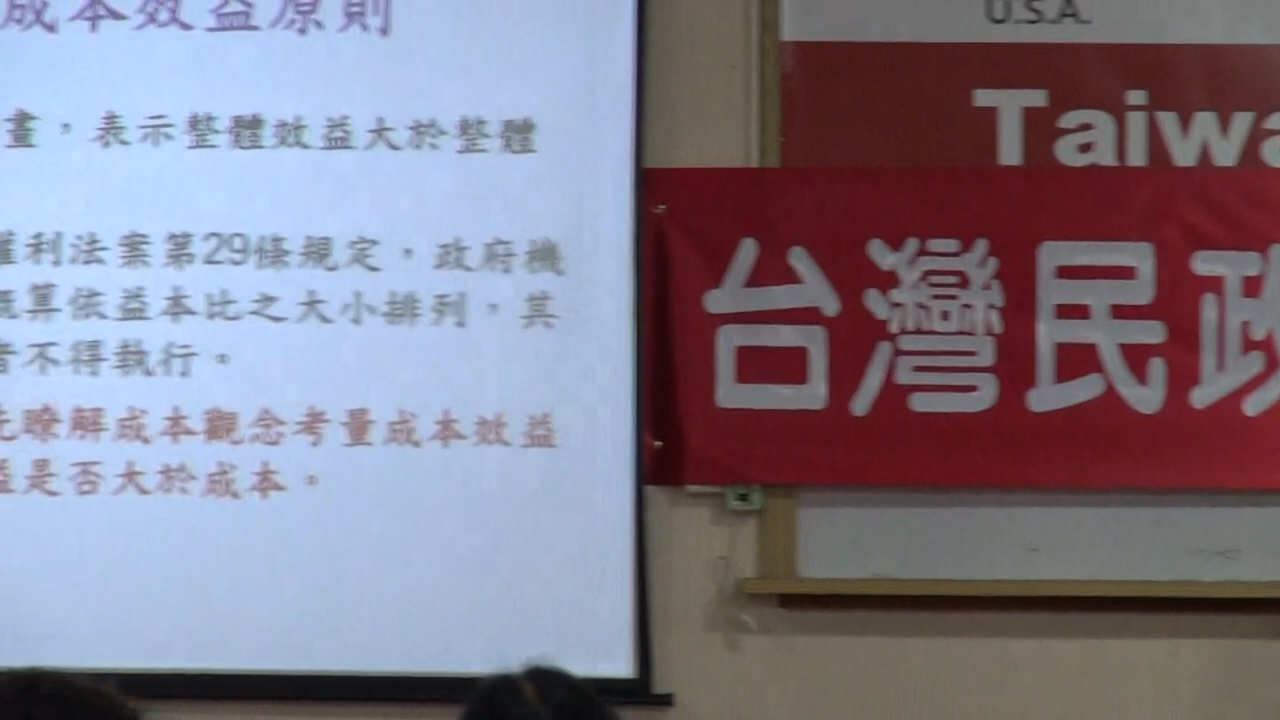 成本效益原則
畫，表示整體效益大於整體
權利法案第29條規定，政府機
概算依益本比之大小排列，其
者不得執行。
先瞭解成本觀念考量成本效益
益是否大於成本。
U.S.A.
Taiwa
台灣民政